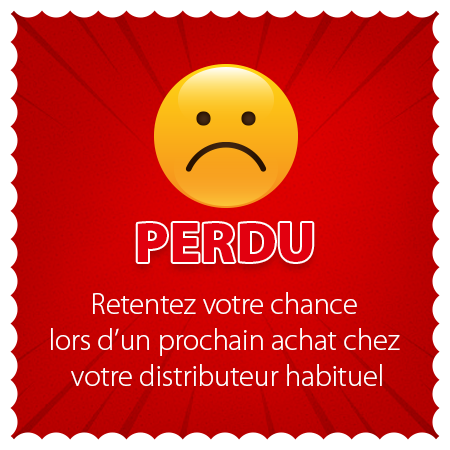 PERDU
Retentez votre chance
lors d’un prochain achat chez
votre distributeur habituel